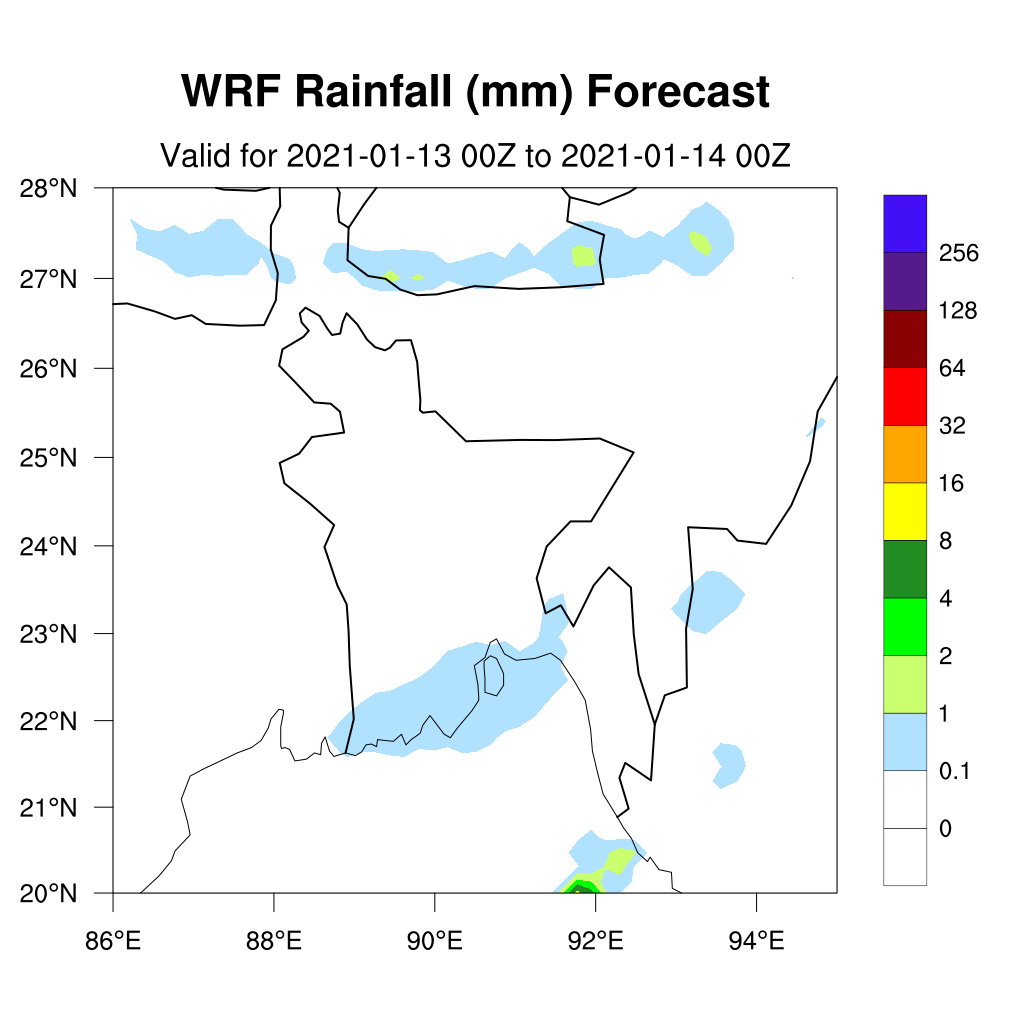 WRF Rainfall (mm) Forecast
Valid for 2021-01-13 00Z to 2021-01-14 00Z
28°N
27°N
26°N
25°N
24°N
23°N
22°N
21°N
20°N
86°E 88°E 90°E 92°E 94°E
256
128
64
32
16
8
4
2
1
0.1
0